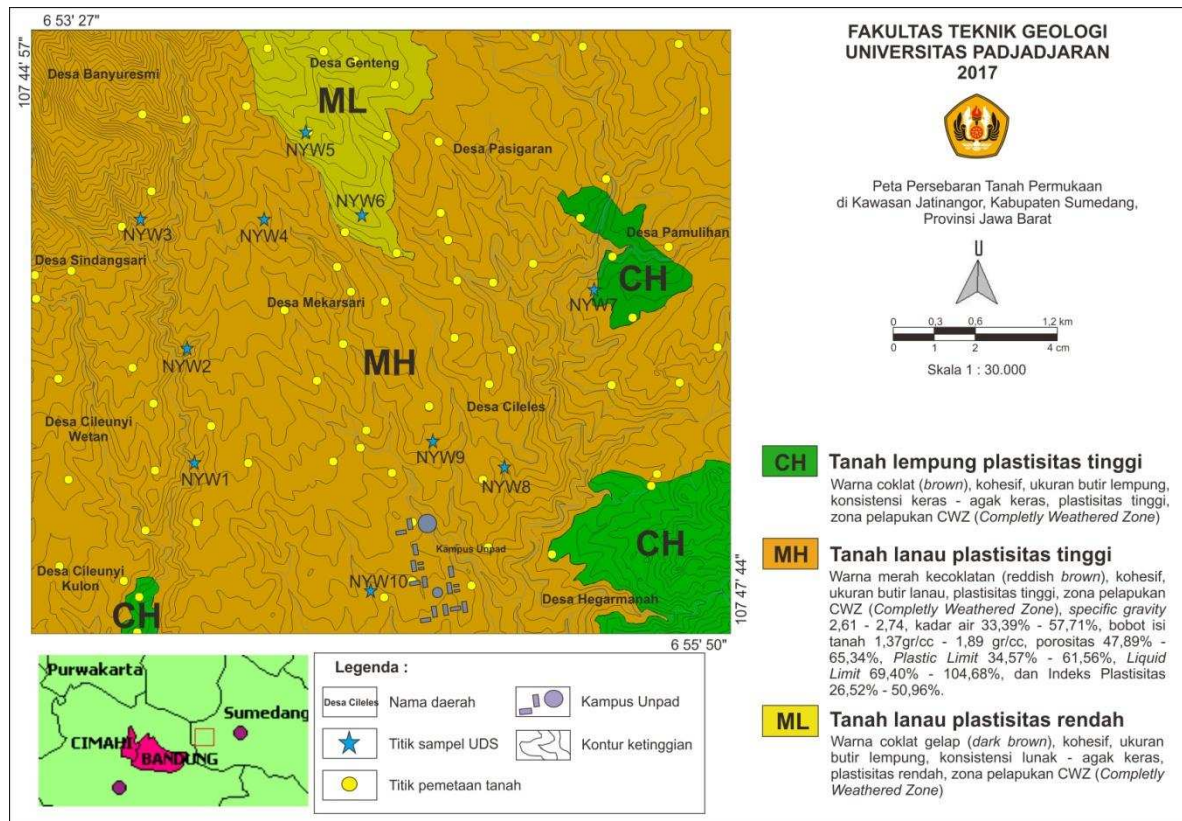 6 53' 27"
107 44' 57"
Desa Banyuresmi
Desa Genteng
ML
NYW5
Desa Pasigaran
NYW6
NYW3
NYW4
Desa Pamulihan
Desa Sindangsari
CH
Desa Mekarsari
NYW7
MH
NYW2
Desa Cileles
Desa Cileunyi
Wetan
NYW9
NYW1
NYW8
CH
Kampus Unpad
Desa Cileunyi
Kulon
NYW10
CH
Desa Hegarmanah
107 47' 44"
6 55' 50"
Purwakarta
Sumedang
CIMAHI
BANDUNG
Legenda :
Desa Cileles
Nama daerah
Kampus Unpad
Titik sampel UDS
Kontur ketinggian
Titik pemetaan tanah
FAKULTAS TEKNIK GEOLOGI
UNIVERSITAS PADJADJARAN
2017
Peta Persebaran Tanah Permukaan
di Kawasan Jatinangor, Kabupaten Sumedang,
Provinsi Jawa Barat
U
0 0,3 0,6 1,2 km
0 1 2 4 cm
Skala 1 : 30.000
CH Tanah lempung plastisitas tinggi
Warna coklat (brown), kohesif, ukuran butir lempung,
konsistensi keras - agak keras, plastisitas tinggi,
zona pelapukan CWZ (Completly Weathered Zone)
MH Tanah lanau plastisitas tinggi
Warna merah kecoklatan (reddish brown), kohesif,
ukuran butir lanau, plastisitas tinggi, zona pelapukan
CWZ (Completly Weathered Zone), specific gravity
2,61 - 2,74, kadar air 33,39% - 57,71%, bobot isi
tanah 1,37gr/cc - 1,89 gr/cc, porositas 47,89% -
65,34%, Plastic Limit 34,57% - 61,56%, Liquid
Limit 69,40% - 104,68%, dan Indeks Plastisitas
26,52% - 50,96%.
ML Tanah lanau plastisitas rendah
Warna coklat gelap (dark brown), kohesif, ukuran
butir lempung, konsistensi lunak - agak keras,
plastisitas rendah, zona pelapukan CWZ (Completly
Weathered Zone)